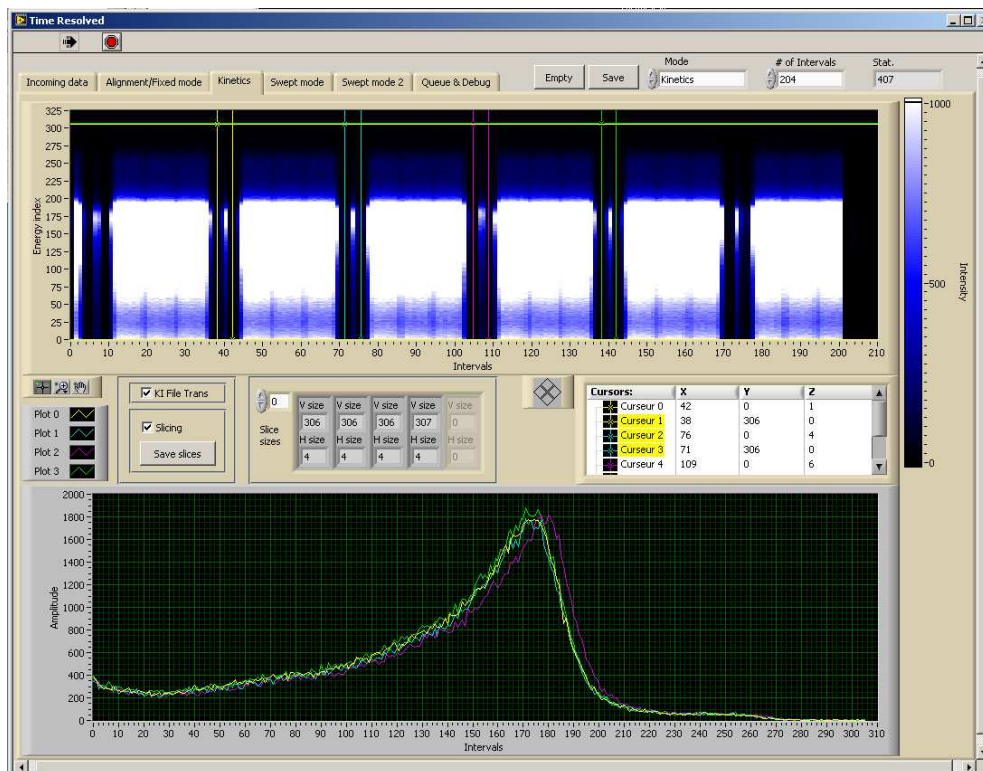 Time Resolved
Mode
# of Intervals
Stat.
Incoming data
Alignment/Fixed mode
Kinetics
Swept mode
Swept mode 2
Queue & Debug
Empty
Save
Kinetics
204
407
325
300
275
250
225
200
175
150
125
100
75
50
25
0
Energy index
0 10 20 30 40 50 60 70 80 90 100 110 120 130 140 150 160 170 180 190 200 210
Intervals
1000
500
0
Intensity
Plot 0
Plot 1
Plot 2
Plot 3
KI File Trans
Slicing
Save slices
0
Slice sizes
V size V size V size V size V size
306 306 306 307 0
H size H size H size H size H size
4 4 4 4 0
Cursors: X Y Z
Curseur 0 42 0 1
Curseur 1 38 306 0
Curseur 2 76 0 4
Curseur 3 71 306 0
Curseur 4 109 0 6
2000
1800
1600
1400
1200
1000
800
600
400
200
0
Amplitude
0 10 20 30 40 50 60 70 80 90 100 110 120 130 140 150 160 170 180 190 200 210 220 230 240 250 260 270 280 290 300 310
Intervals